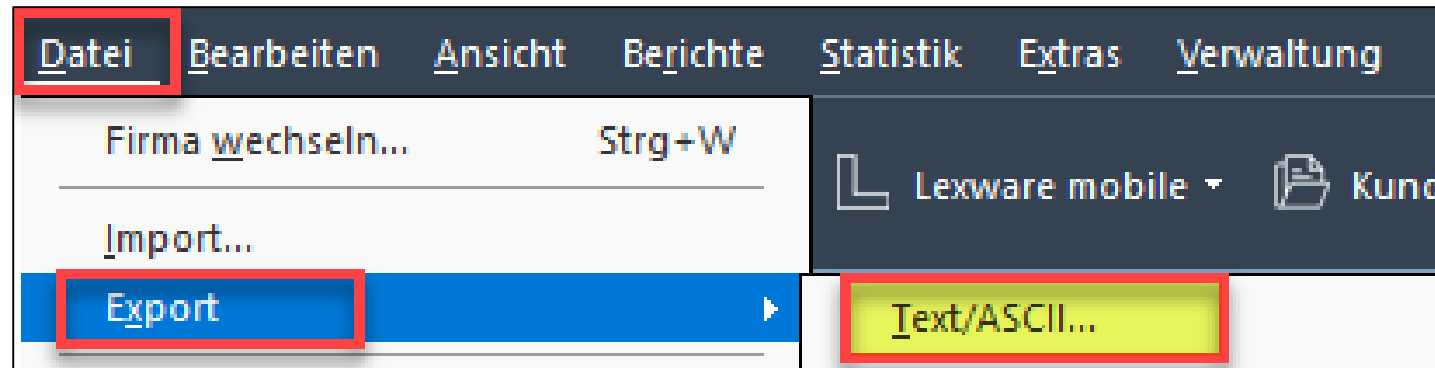 Datei Bearbeiten Ansicht Berichte Statistik Extras Verwaltung
Firma wechseln... Strg+W
Lexware mobile
Import...
Export
Text/ASCII...